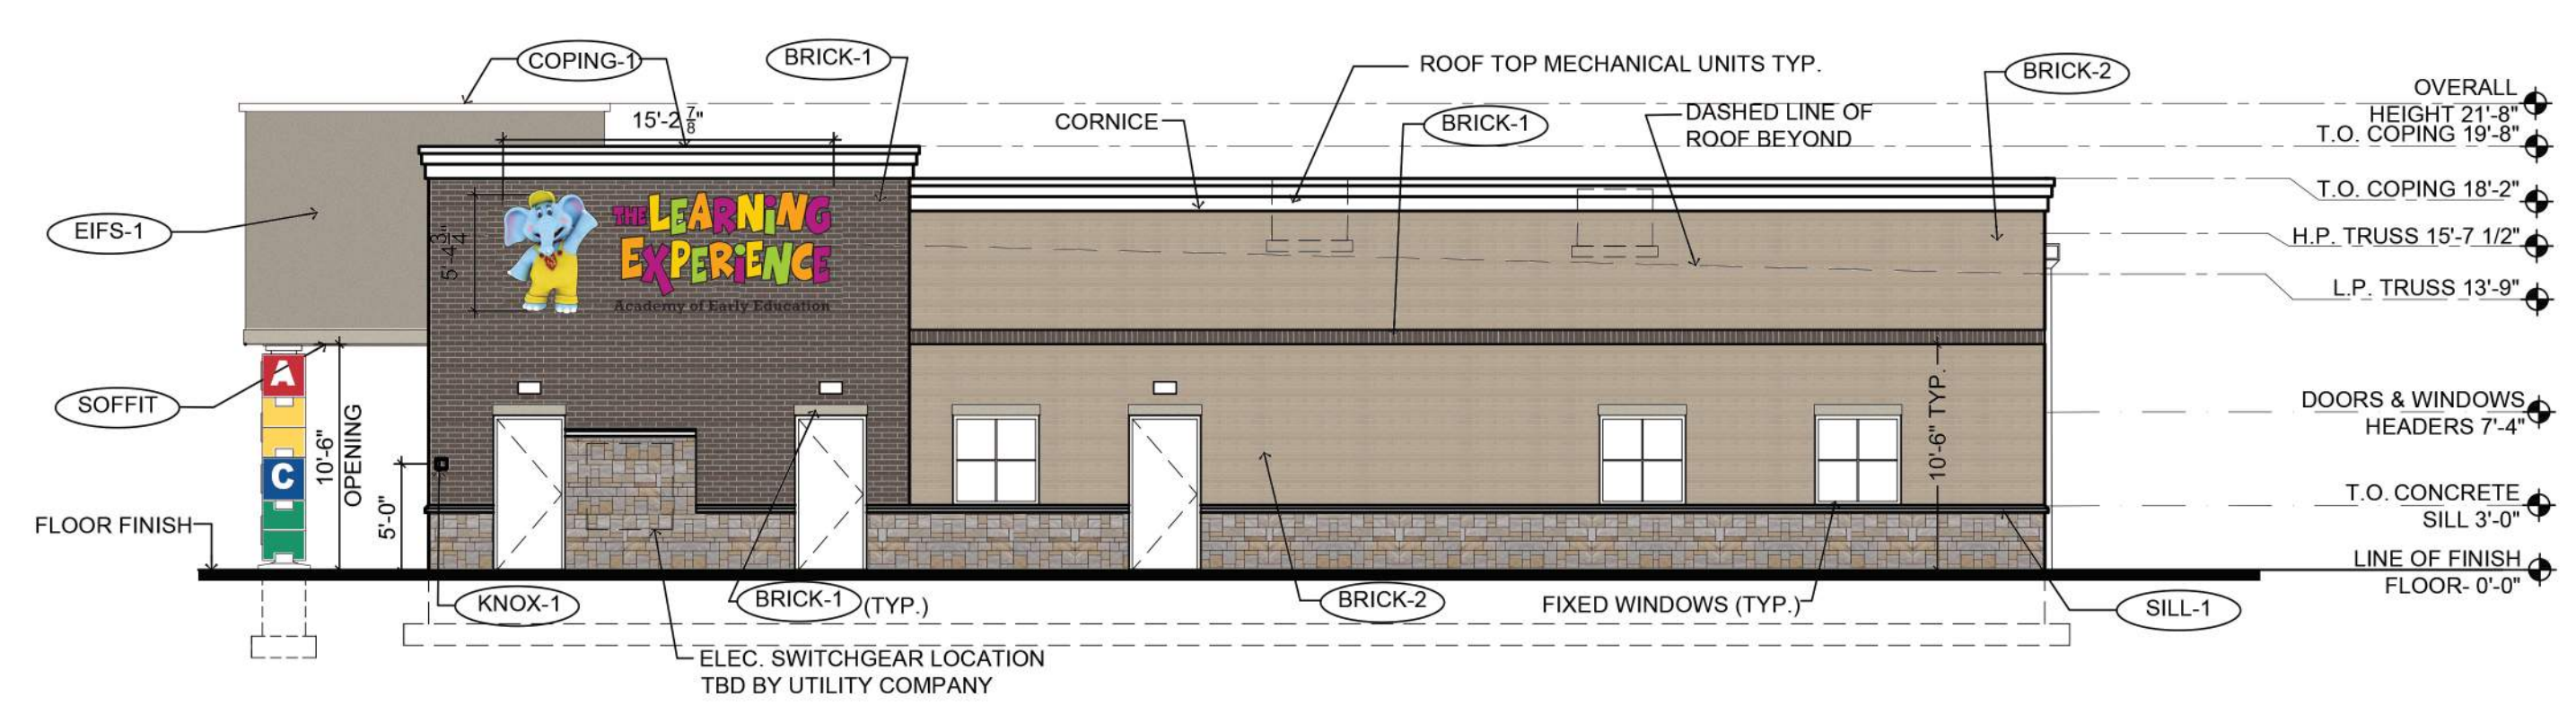 COPING-1
BRICK-1
ROOF TOP MECHANICAL UNITS TYP.
BRICK-2
OVERALL
HEIGHT 21'-8"
15'-2 7/8"
CORNICE
BRICK-1
DASHED LINE OF
ROOF BEYOND
T.O. COPING 19'-8"
T.O. COPING 18'-2"
EIFS-1
5'-4 3/4"
THE LEARNING
EXPERIENCE
Academy of Early Education
H.P. TRUSS 15'-7 1/2"
L.P. TRUSS 13'-9"
A
SOFFIT
10'-6"
OPENING
10'-6" TYP.
DOORS & WINDOWS
HEADERS 7'-4"
C
5'-0"
FLOOR FINISH
T.O. CONCRETE
SILL 3'-0"
LINE OF FINISH
FLOOR- 0'-0"
KNOX-1
BRICK-1 (TYP.)
BRICK-2
FIXED WINDOWS (TYP.)
SILL-1
ELEC. SWITCHGEAR LOCATION
TBD BY UTILITY COMPANY